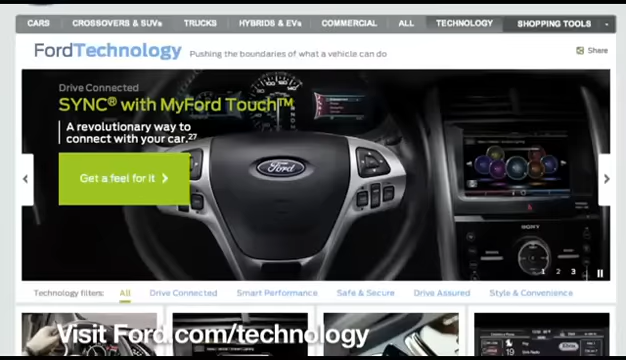 CARS CROSSOVERS & SUVs TRUCKS HYBRIDS & EVs COMMERCIAL ALL TECHNOLOGY SHOPPING TOOLS
FordTechnology Pushing the boundaries of what a vehicle can do Share
Drive Connected
SYNC® with MyFord Touch™
A revolutionary way to
connect with your car.27
Get a feel for it
Ford
SONY
1 2 3
Technology filters: All Drive Connected Smart Performance Safe & Secure Drive Assured Style & Convenience
Visit Ford.com/technology
19